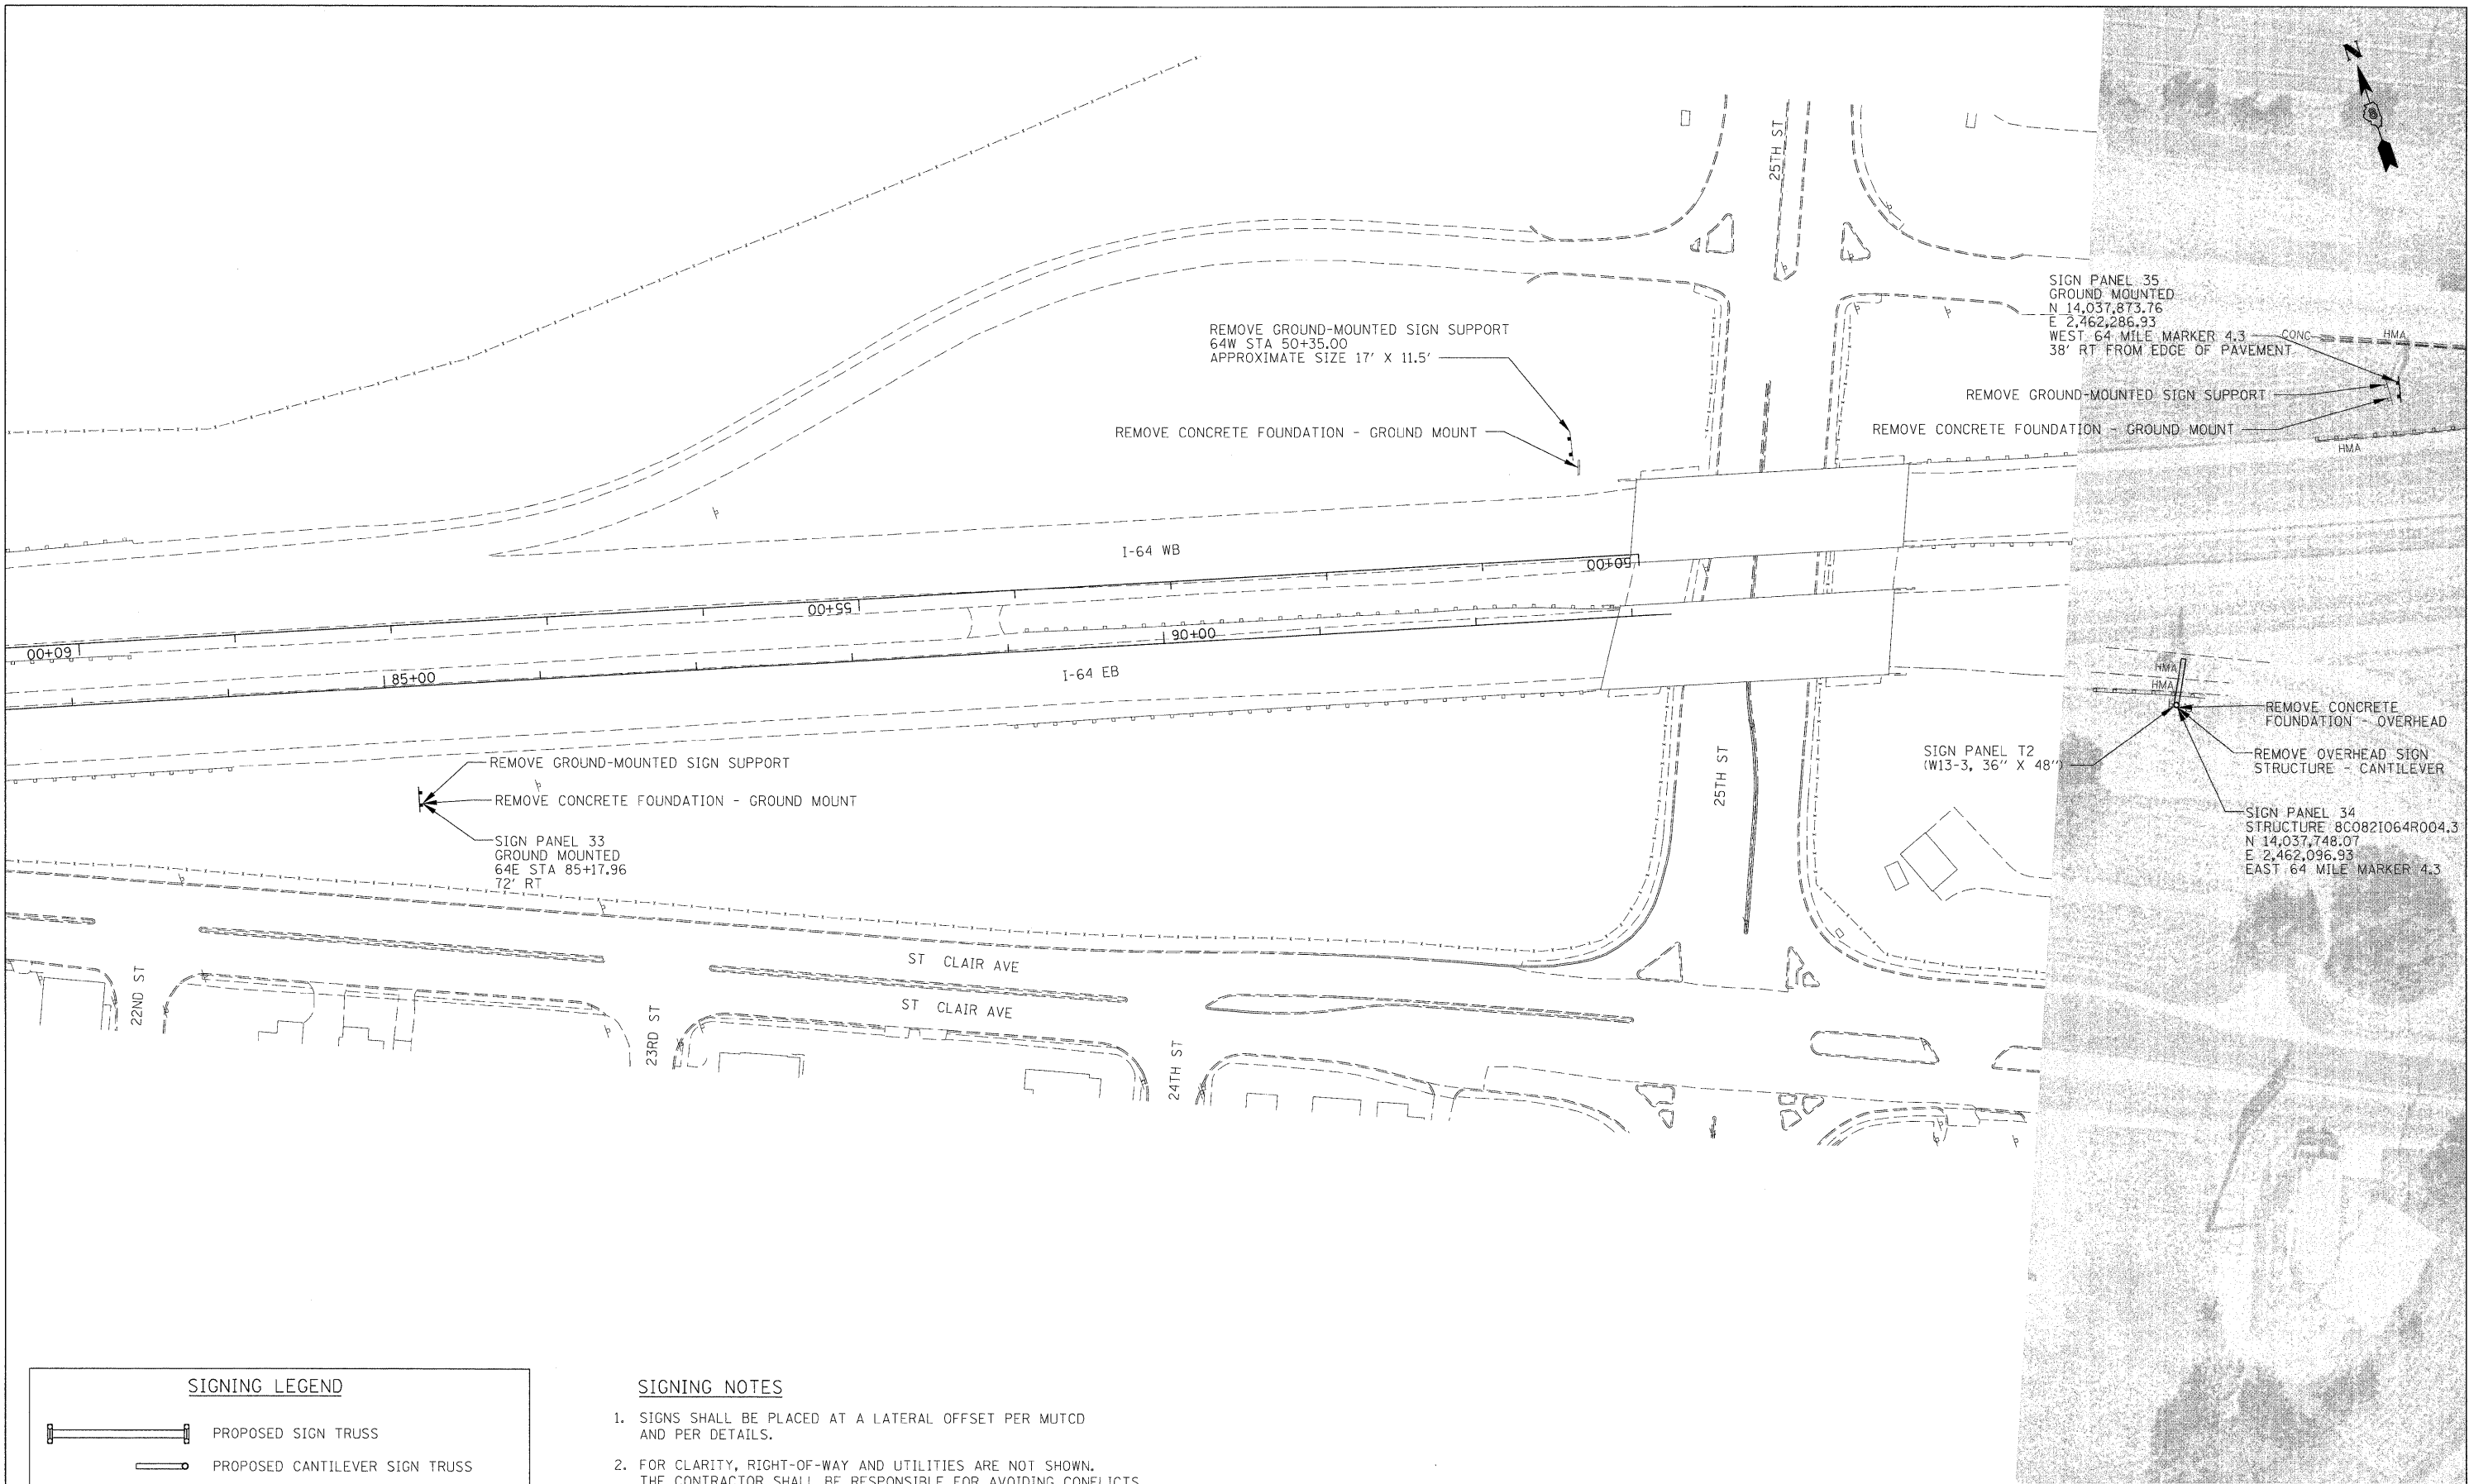 N
25TH ST
SIGN PANEL 35
GROUND MOUNTED
N 14,037,873.76
E 2,462,286.93
WEST 64 MILE MARKER 4.3
38' RT FROM EDGE OF PAVEMENT
CONC
HMA
REMOVE GROUND-MOUNTED SIGN SUPPORT
64W STA 50+35.00
APPROXIMATE SIZE 17' X 11.5'
REMOVE GROUND-MOUNTED SIGN SUPPORT
REMOVE CONCRETE FOUNDATION - GROUND MOUNT
REMOVE CONCRETE FOUNDATION - GROUND MOUNT
HMA
I-64 WB
50+00
55+00
60+00
90+00
85+00
I-64 EB
HMA
HMA
REMOVE CONCRETE
FOUNDATION - OVERHEAD
REMOVE OVERHEAD SIGN
STRUCTURE - CANTILEVER
SIGN PANEL T2
(W13-3, 36" X 48")
SIGN PANEL 34
STRUCTURE 8C082I064R004.3
N 14,037,748.07
E 2,462,096.93
EAST 64 MILE MARKER 4.3
REMOVE GROUND-MOUNTED SIGN SUPPORT
REMOVE CONCRETE FOUNDATION - GROUND MOUNT
SIGN PANEL 33
GROUND MOUNTED
64E STA 85+17.96
72' RT
25TH ST
ST CLAIR AVE
ST CLAIR AVE
22ND ST
23RD ST
24TH ST
SIGNING LEGEND
PROPOSED SIGN TRUSS
PROPOSED CANTILEVER SIGN TRUSS
SIGNING NOTES
1. SIGNS SHALL BE PLACED AT A LATERAL OFFSET PER MUTCD
AND PER DETAILS.
2. FOR CLARITY, RIGHT-OF-WAY AND UTILITIES ARE NOT SHOWN.
THE CONTRACTOR SHALL BE RESPONSIBLE FOR AVOIDING CONFLICTS